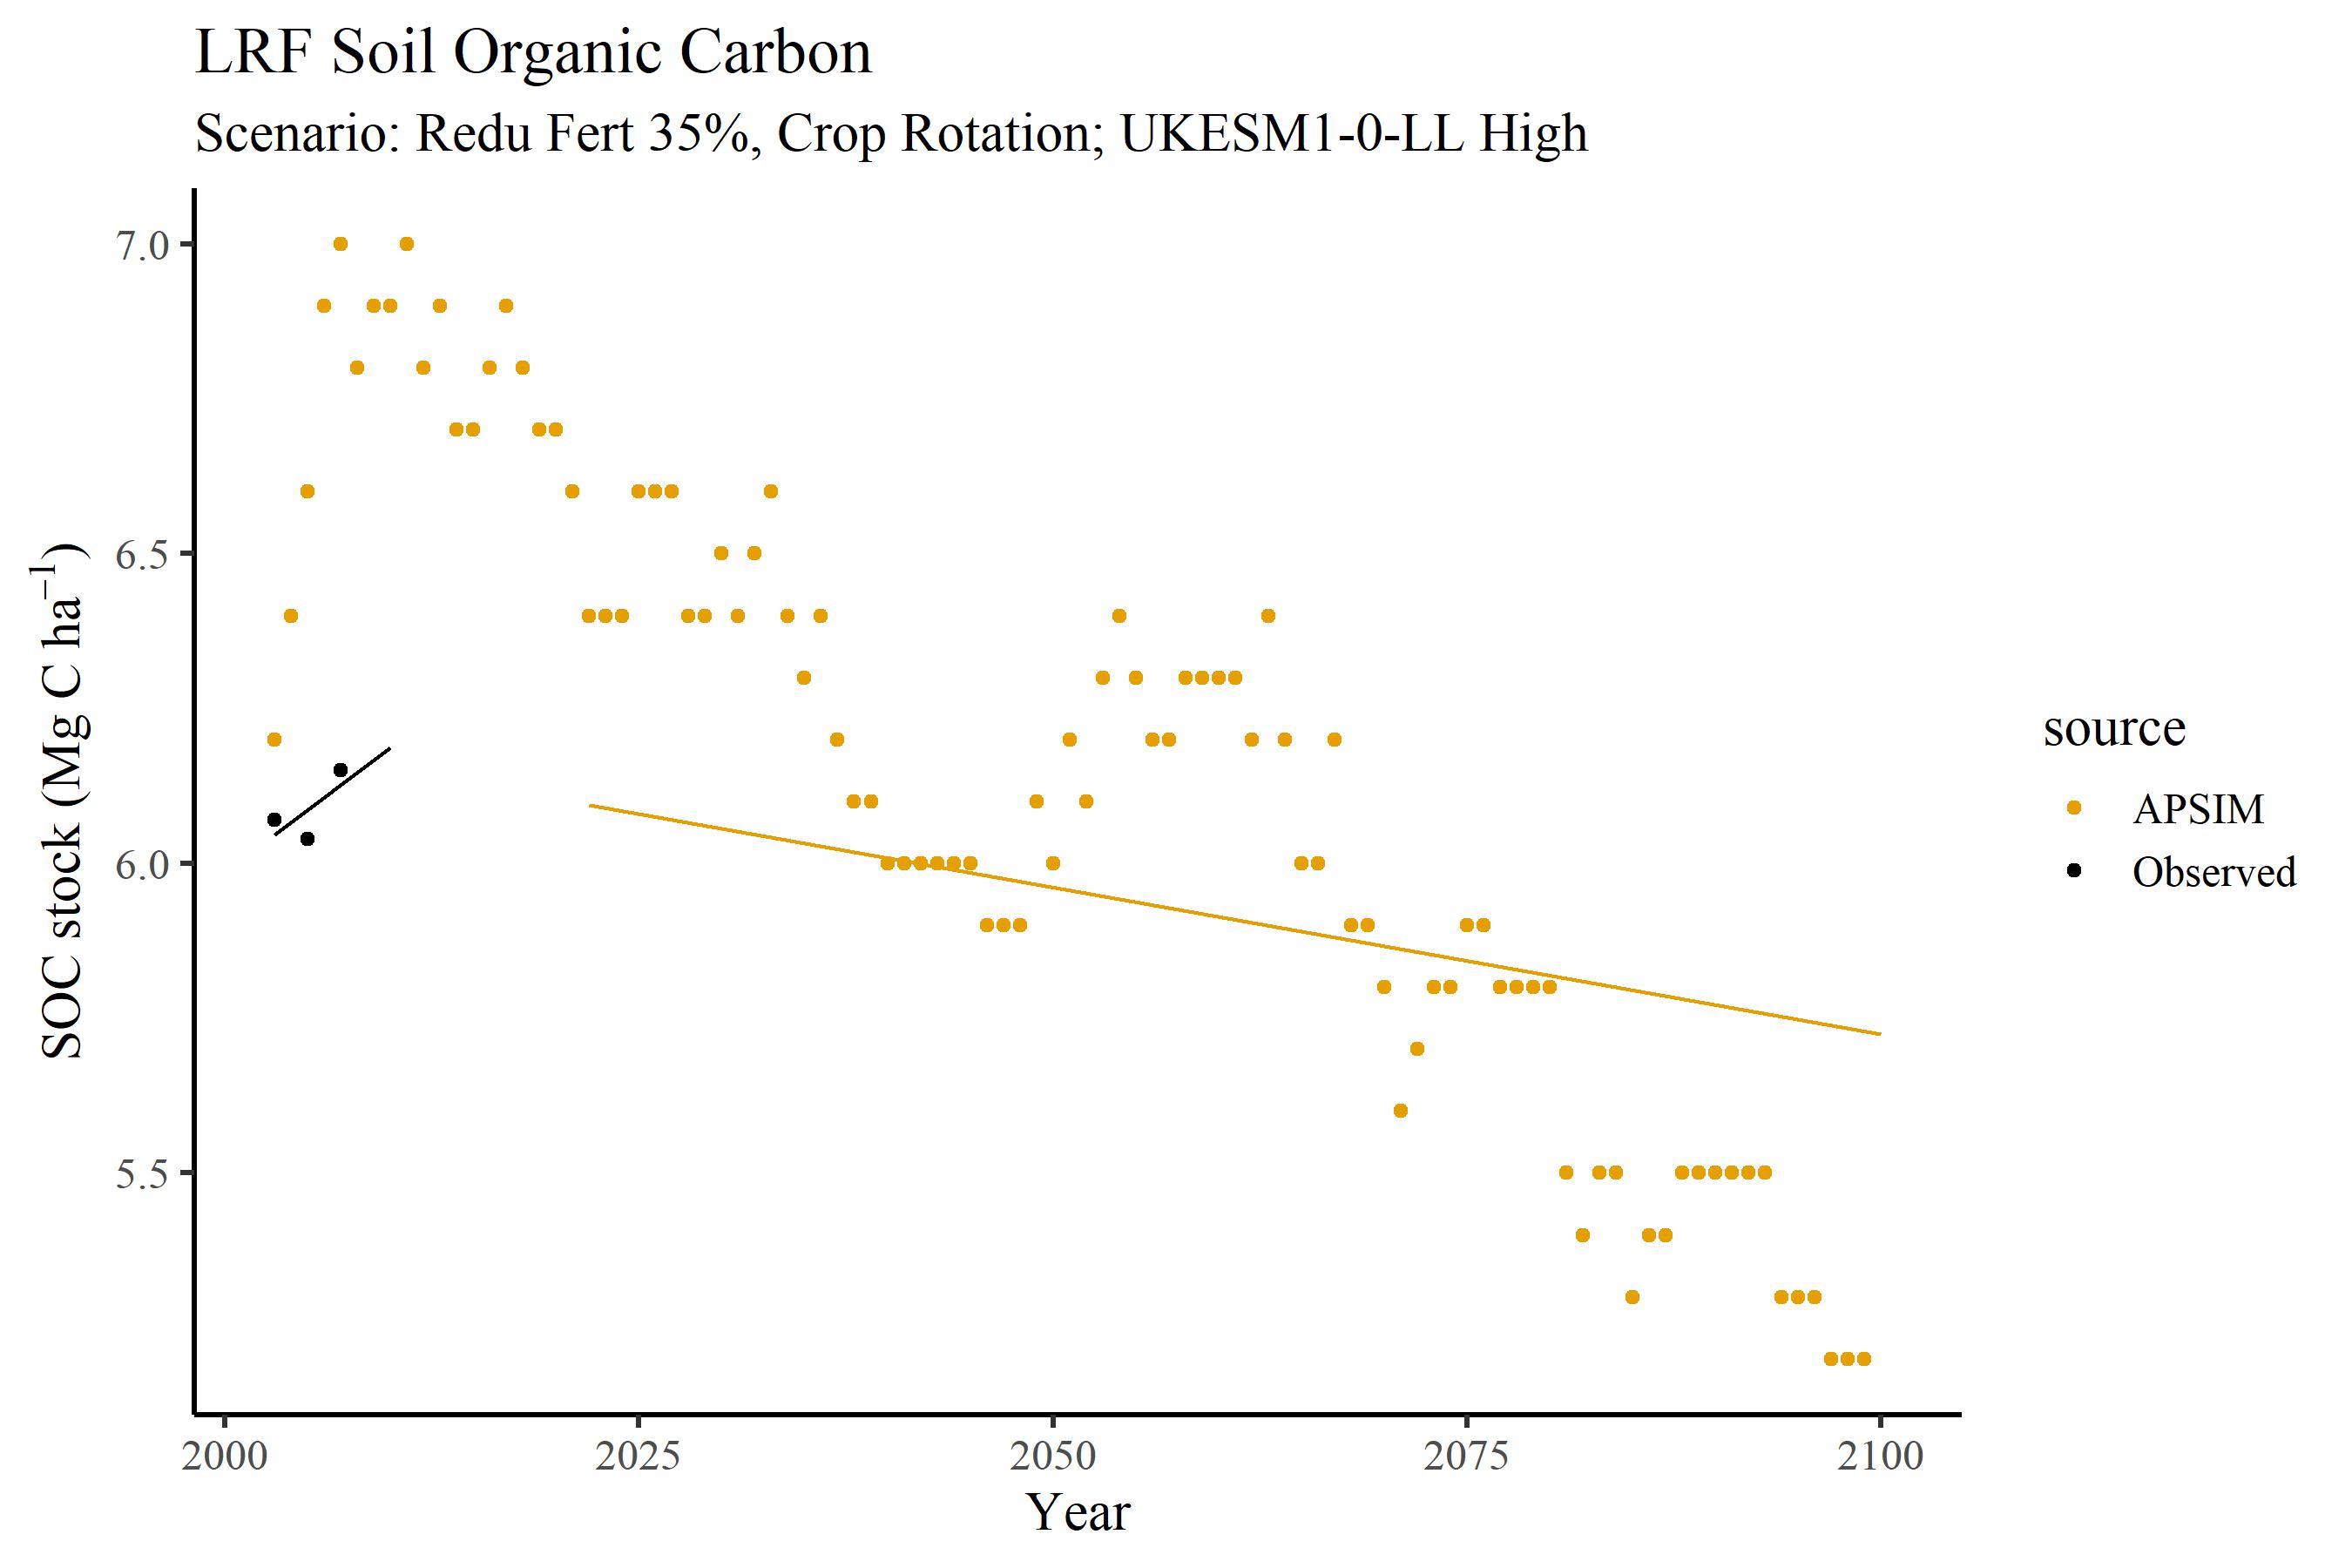 LRF Soil Organic Carbon
Scenario: Redu Fert 35%, Crop Rotation; UKESM1-0-LL High
SOC stock (Mg C ha⁻¹)
7.0
6.5
6.0
5.5
2000 2025 2050 2075 2100
Year
source
APSIM
Observed